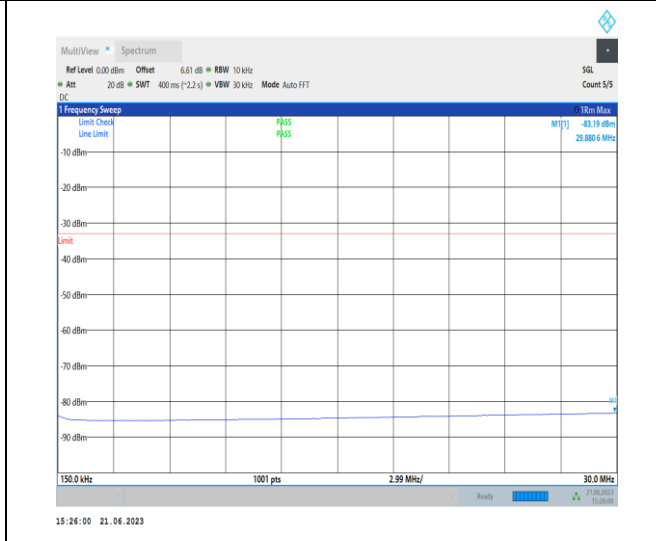 MultiView Spectrum
Ref Level 0.00 dBm Offset 6.61 dB RBW 10 kHz SGL
Att 20 dB SWT 400 ms (~2.2 s) VBW 30 kHz Mode Auto FFT Count 5/5
DC
1 Frequency Sweep 1Rm Max
Limit Check PASS M1[1] -83.19 dBm
Line Limit PASS 29.8806 MHz
-10 dBm
-20 dBm
-30 dBm
Limit
-40 dBm
-50 dBm
-60 dBm
-70 dBm
-80 dBm M1
-90 dBm
150.0 kHz 1001 pts 2.99 MHz/ 30.0 MHz
Ready 21.06.2023
15:26:00
15:26:00 21.06.2023